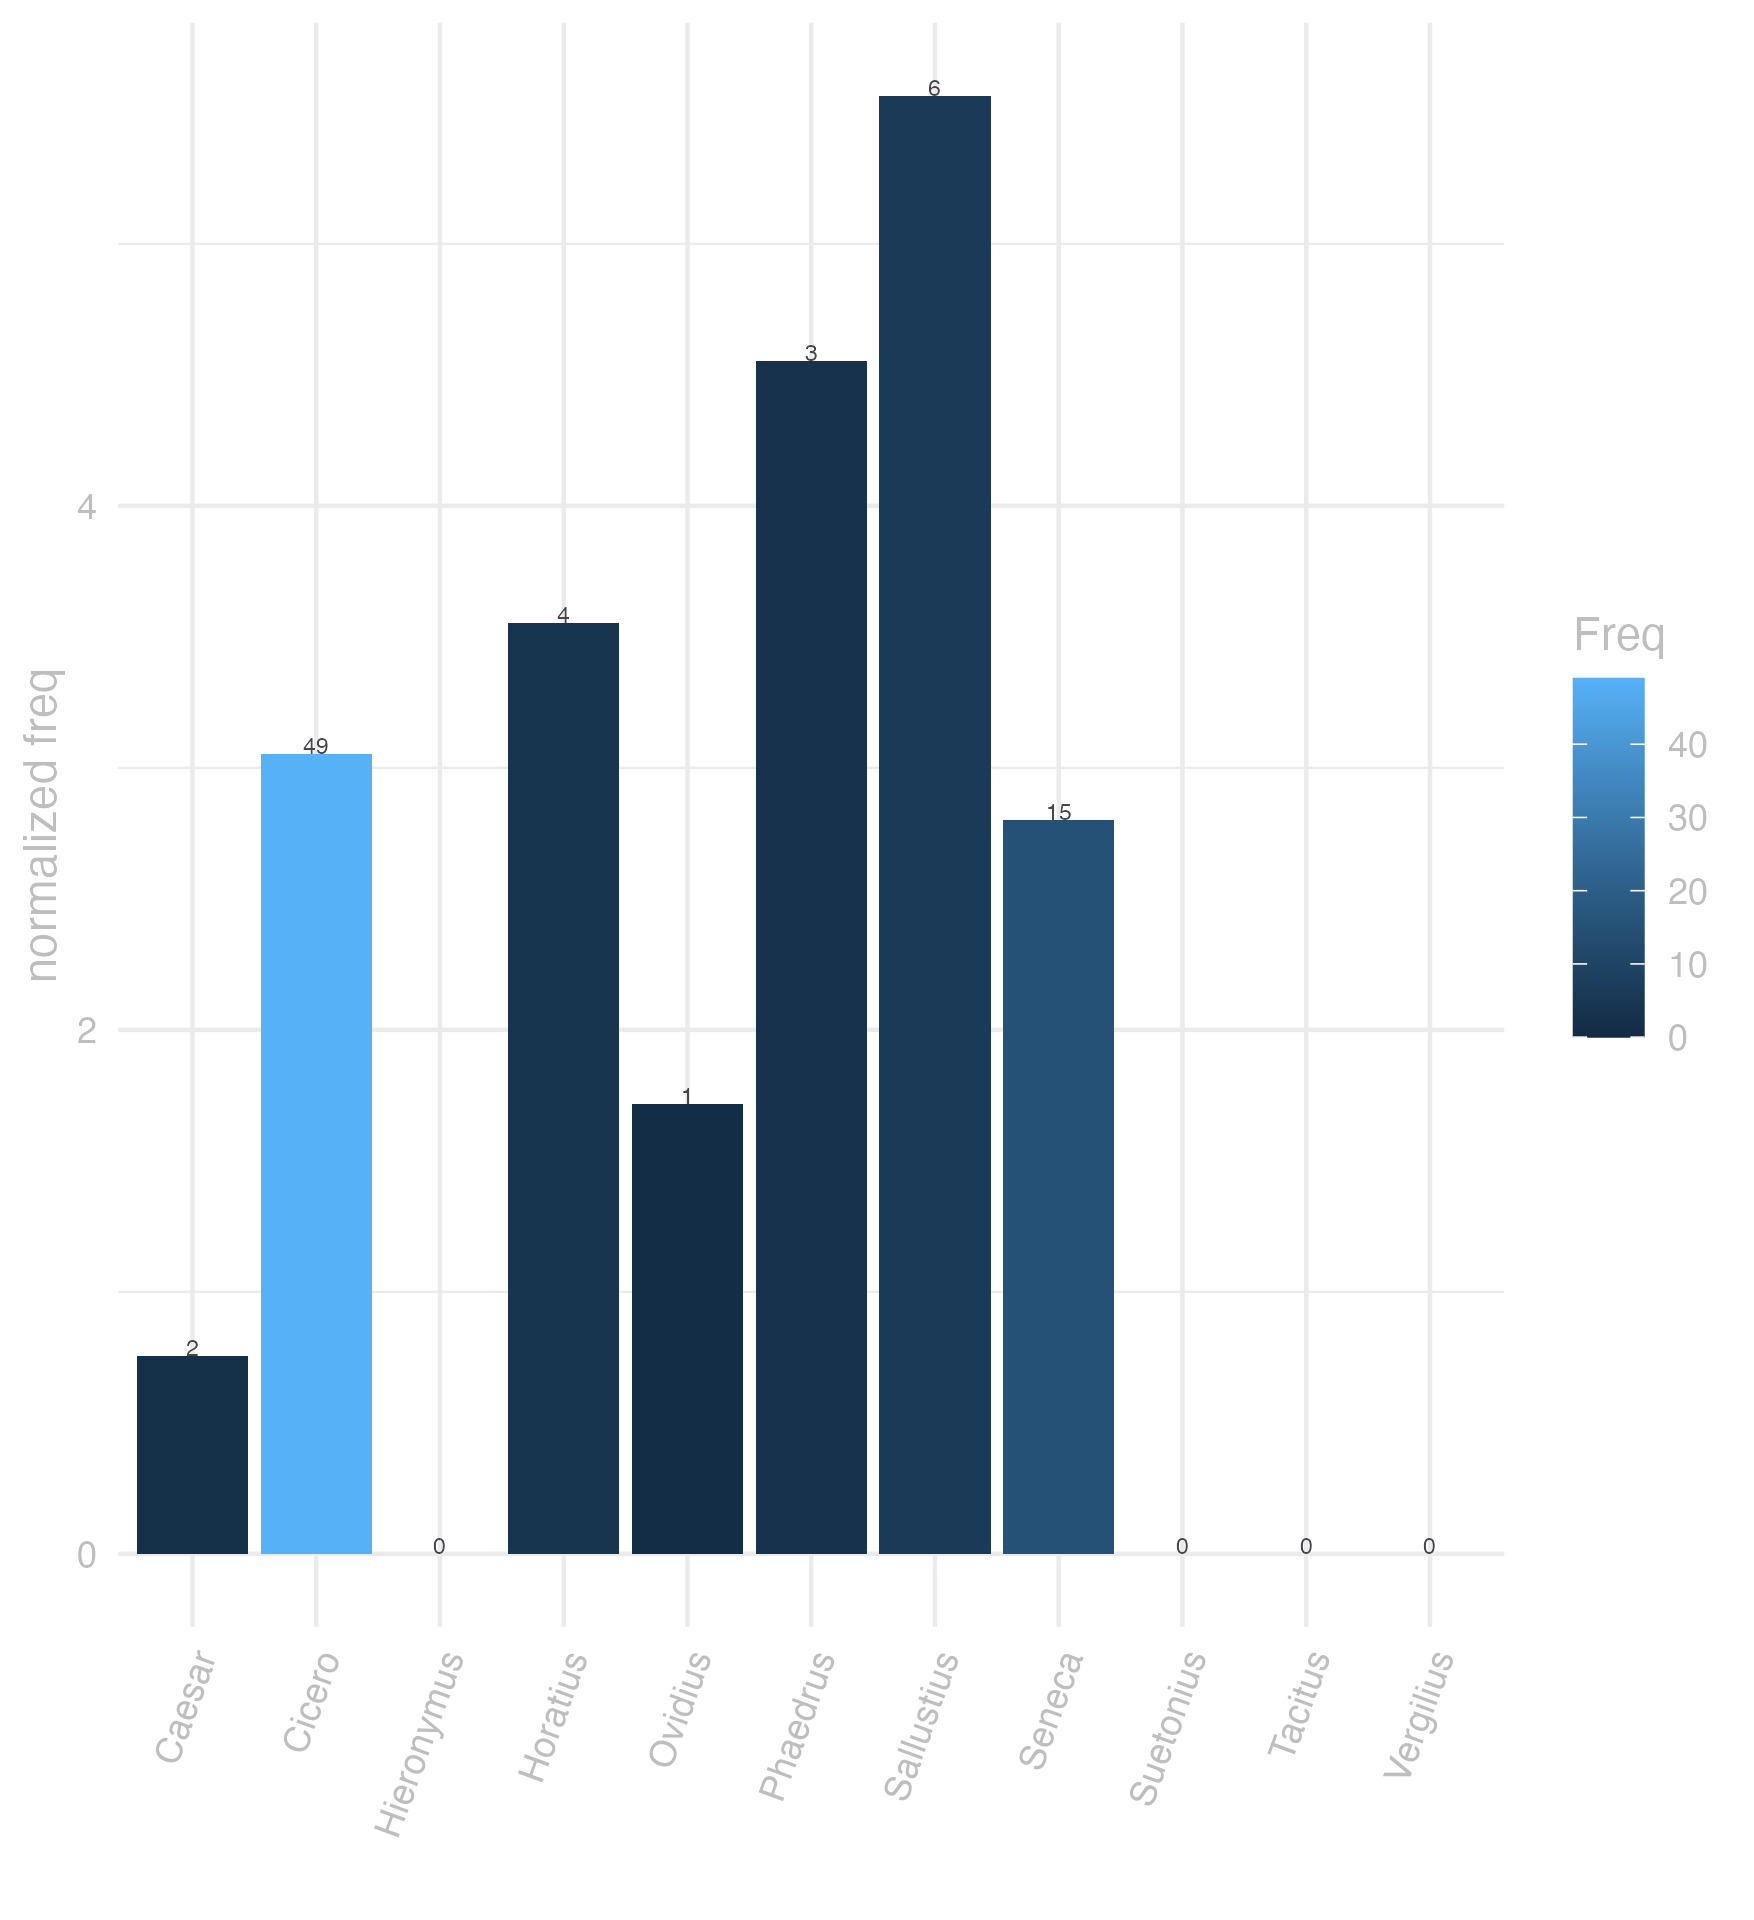 6
3
4
4
Freq
49
40
15
30
normalized freq
20
10
2
0
1
2
0
0
0
0
0
Caesar
Cicero
Hieronymus
Horatius
Ovidius
Phaedrus
Sallustius
Seneca
Suetonius
Tacitus
Vergilius